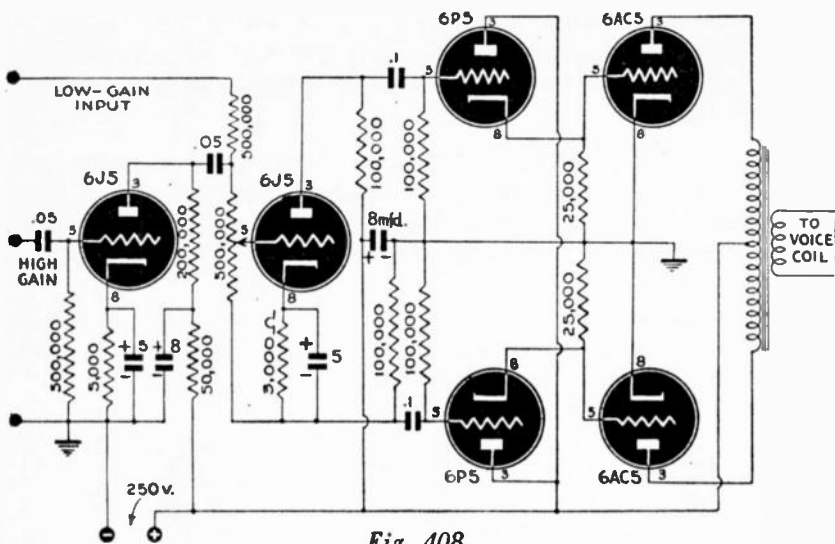 6P5
6AC5
3
3
.1
5
5
LOW-GAIN
INPUT
500,000
8
8
.05
6J5
6J5
100,000
100,000
25,000
3
3
.05
5
200,000
500,000
5
8mfd.
+ -
TO
VOICE
COIL
HIGH
GAIN
8
8
25,000
500,000
5,000
+
-
5
+
-
8
50,000
3,000
+
-
5
100,000
100,000
8
8
.1
5
5
3
3
6P5
6AC5
250v.
-
+
Fig. 408